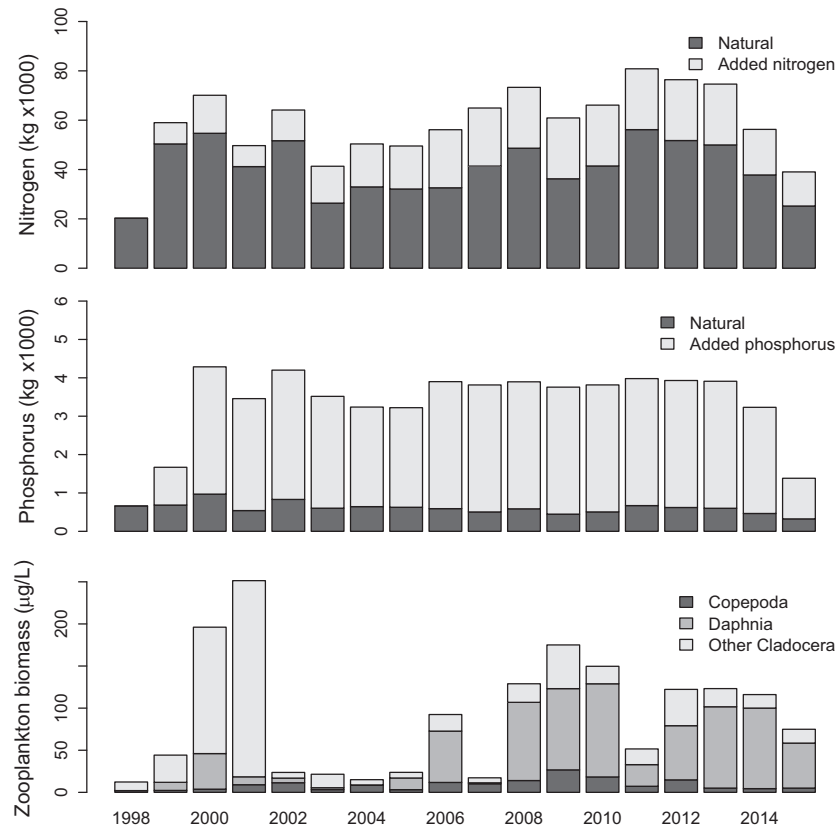 Nitrogen (kg x1000)
0
20
40
60
80
100
Natural
Added nitrogen
Phosphorus (kg x1000)
0
1
2
3
4
5
6
Natural
Added phosphorus
Zooplankton biomass (µg/L)
0
50
100
200
Copepoda
Daphnia
Other Cladocera
1998 2000 2002 2004 2006 2008 2010 2012 2014